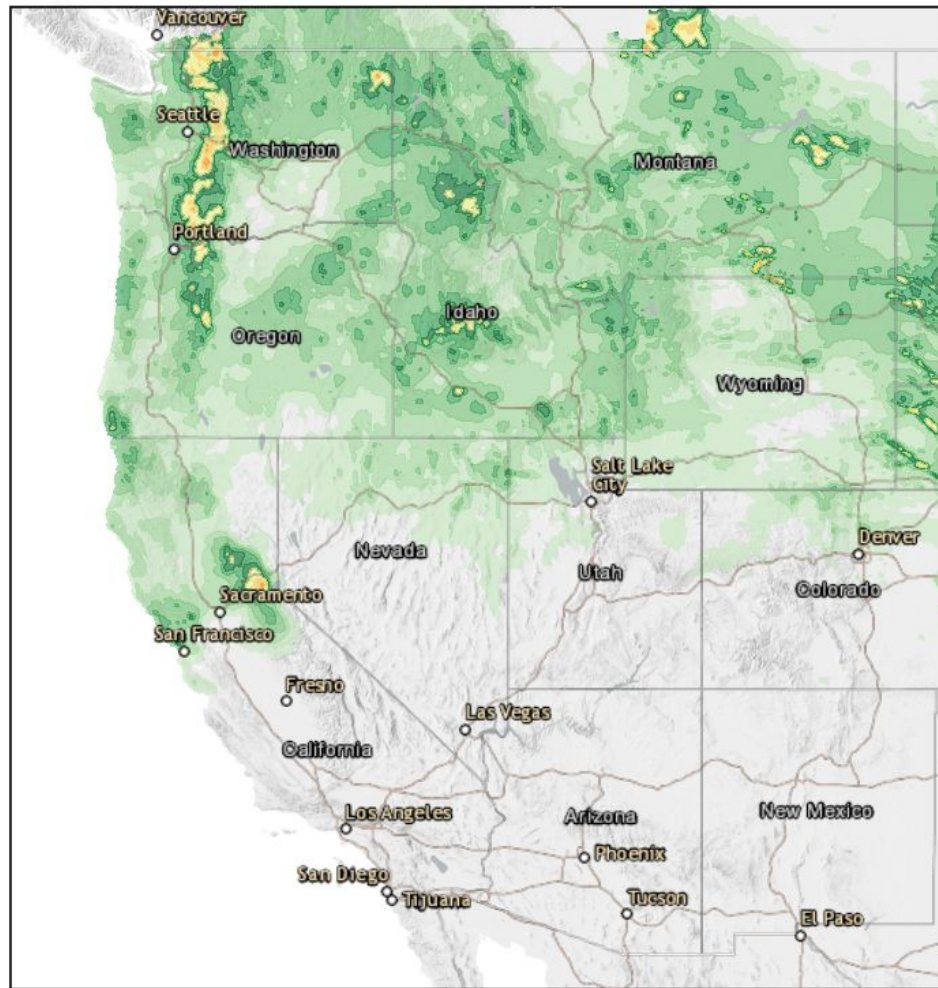 Vancouver
Seattle
Washington
Montana
Portland
Idaho
Oregon
Wyoming
Salt Lake
City
Nevada
Denver
Utah
Colorado
Sacramento
San Francisco
Fresno
Las Vegas
California
Los Angeles
Arizona
New Mexico
Phoenix
San Diego
Tijuana
Tucson
El Paso